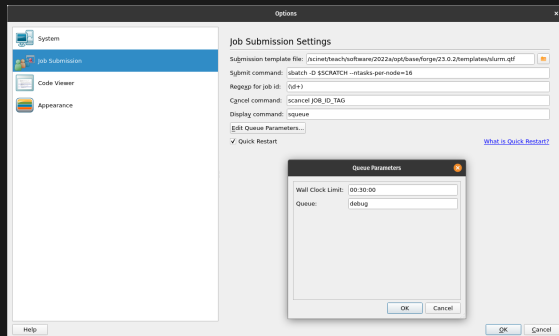 Options
System
Job Submission
Code Viewer
Appearance
Job Submission Settings
Submission template file: /scinet/teach/software/2022a/opt/base/forge/23.0.2/templates/slurm.qtf
Submit command: sbatch -D $SCRATCH --ntasks-per-node=16
Regexp for job id: (\d+)
Cancel command: scancel JOB_ID_TAG
Display command: squeue
Edit Queue Parameters...
Quick Restart
What is Quick Restart?
Queue Parameters
Wall Clock Limit: 00:30:00
Queue: debug
OK Cancel
Help OK Cancel